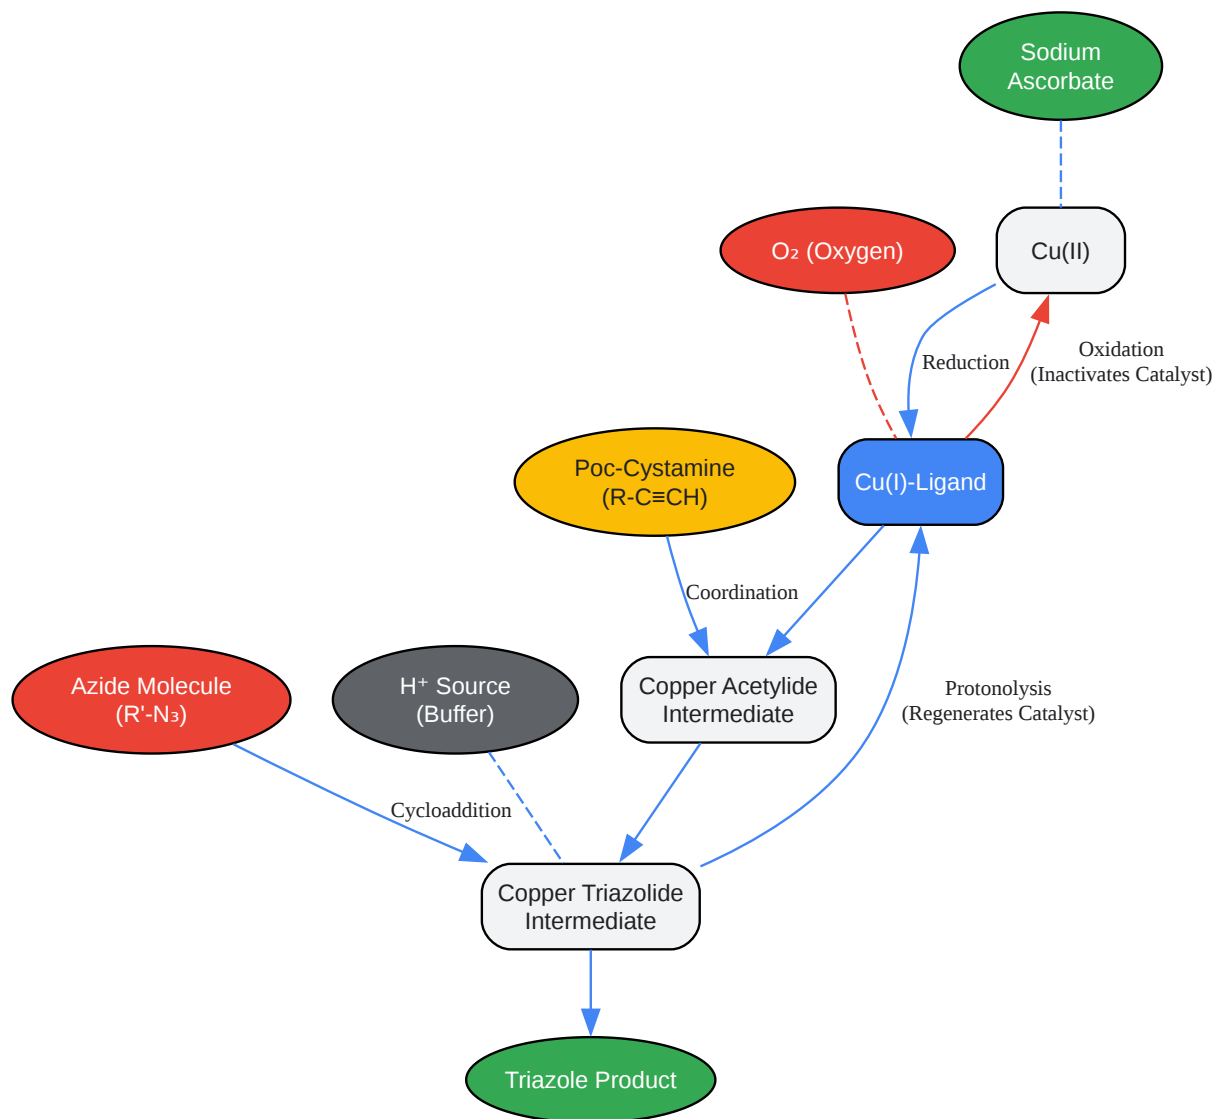 Sodium
Ascorbate
O₂ (Oxygen)
Cu(II)
Reduction
Oxidation
(Inactivates Catalyst)
Poc-Cystamine
(R-C≡CH)
Cu(I)-Ligand
Coordination
Azide Molecule
(R'-N₃)
H⁺ Source
(Buffer)
Copper Acetylide
Intermediate
Protonolysis
(Regenerates Catalyst)
Cycloaddition
Copper Triazolide
Intermediate
Triazole Product